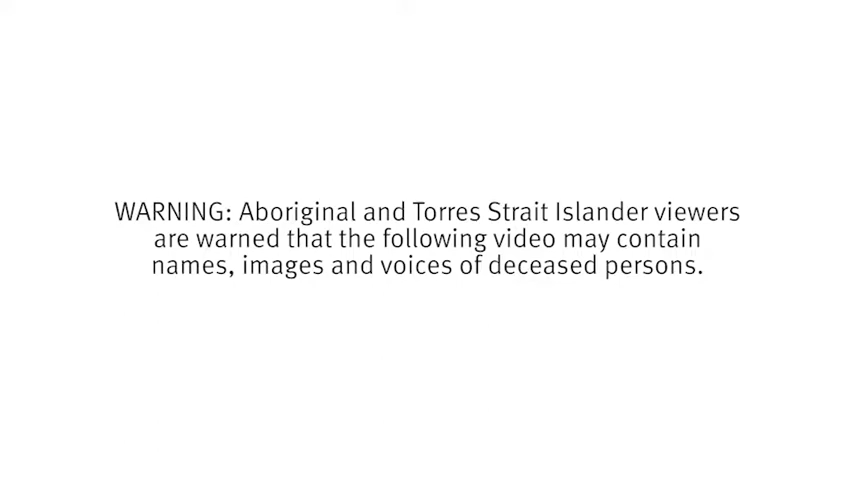 WARNING: Aboriginal and Torres Strait Islander viewers
are warned that the following video may contain
names, images and voices of deceased persons.